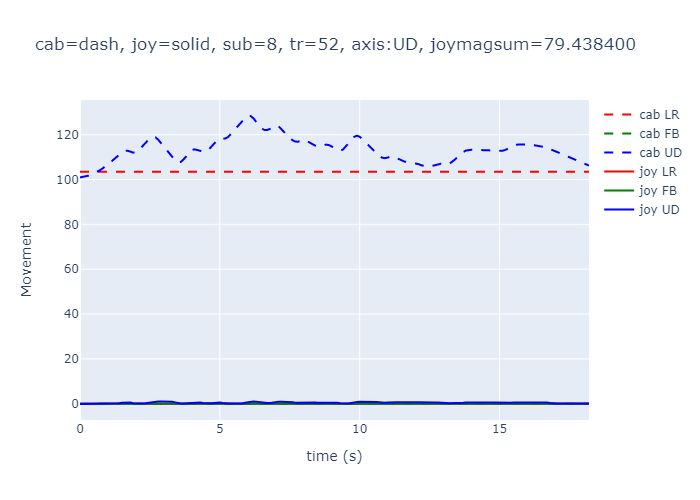 cab=dash, joy=solid, sub=8, tr=52, axis:UD, joymagsum=79.438400
cab LR
cab FB
cab UD
joy LR
joy FB
joy UD
120
100
80
60
40
20
0
Movement
0 5 10 15
time (s)